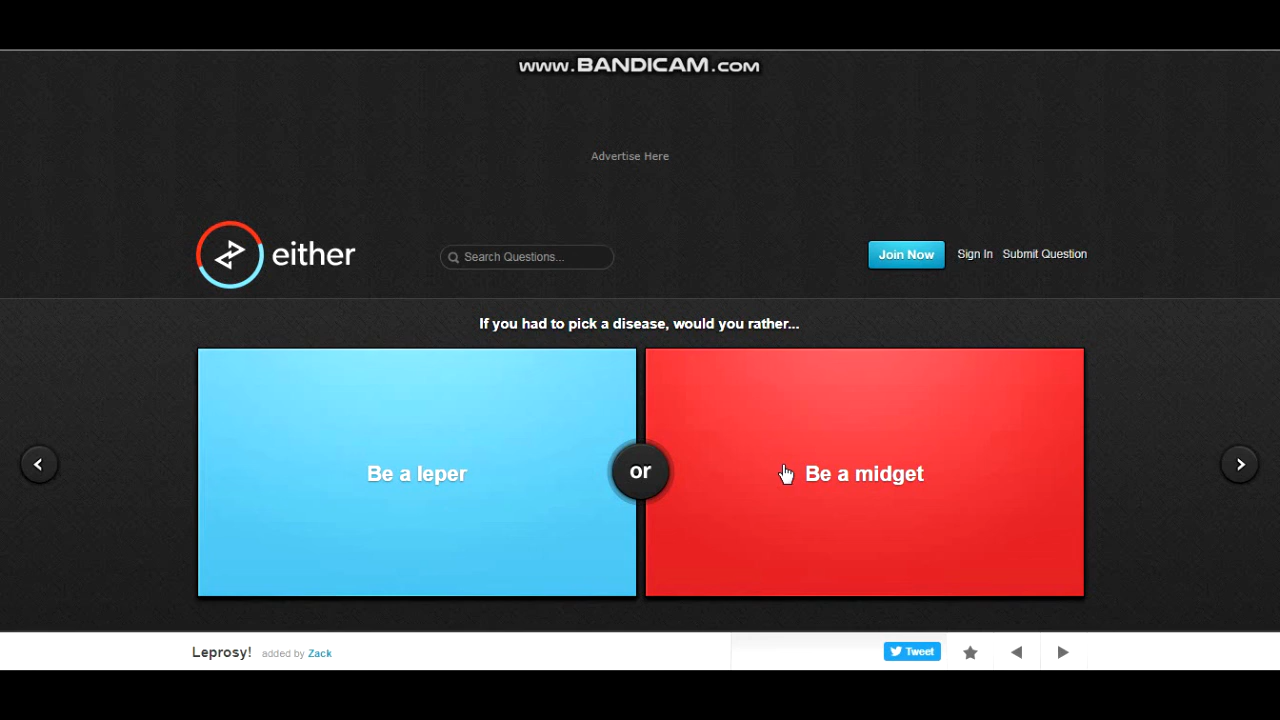 www.BANDICAM.com
Advertise Here
either
Search Questions...
Join Now
Sign In
Submit Question
If you had to pick a disease, would you rather...
Be a leper
or
Be a midget
Leprosy! added by Zack
Tweet